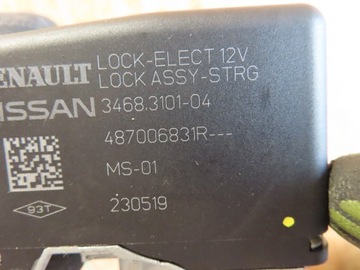 RENAULT LOCK-ELECT 12V
LOCK ASSY-STRG
NISSAN 3468.3101-04
487006831R---
MS-01
93T 230519